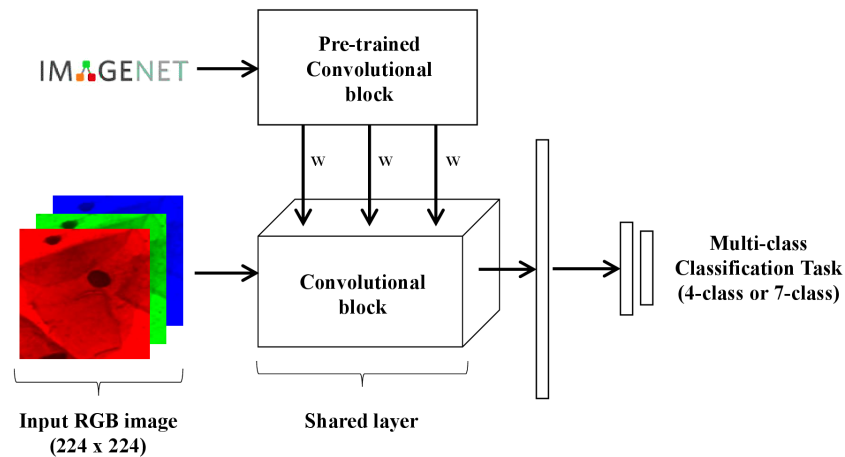 Pre-trained
Convolutional
block
IMAGENET
w
w
w
Convolutional
block
Multi-class
Classification Task
(4-class or 7-class)
Input RGB image
(224 x 224)
Shared layer